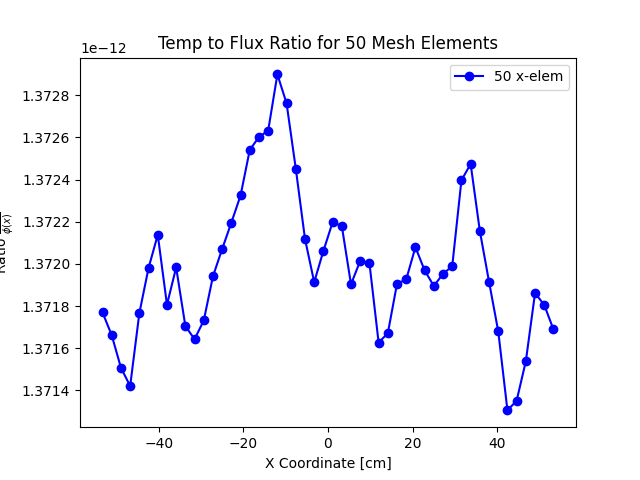 Temp to Flux Ratio for 50 Mesh Elements
1e−12
50 x-elem
1.3728
1.3726
1.3724
1.3722
1.3720
1.3718
1.3716
1.3714
−40
−20
0
20
40
X Coordinate [cm]
Ratio
ϕ(x)